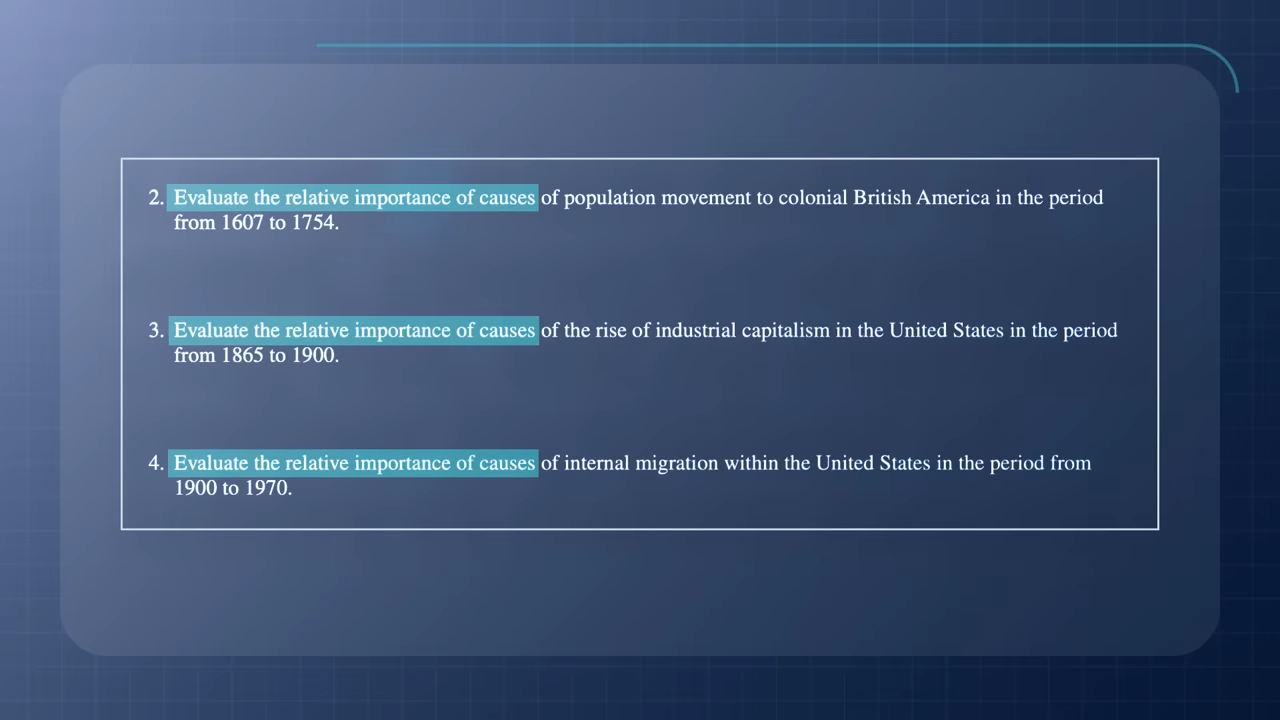 2. Evaluate the relative importance of causes of population movement to colonial British America in the period
from 1607 to 1754.
3. Evaluate the relative importance of causes of the rise of industrial capitalism in the United States in the period
from 1865 to 1900.
4. Evaluate the relative importance of causes of internal migration within the United States in the period from
1900 to 1970.